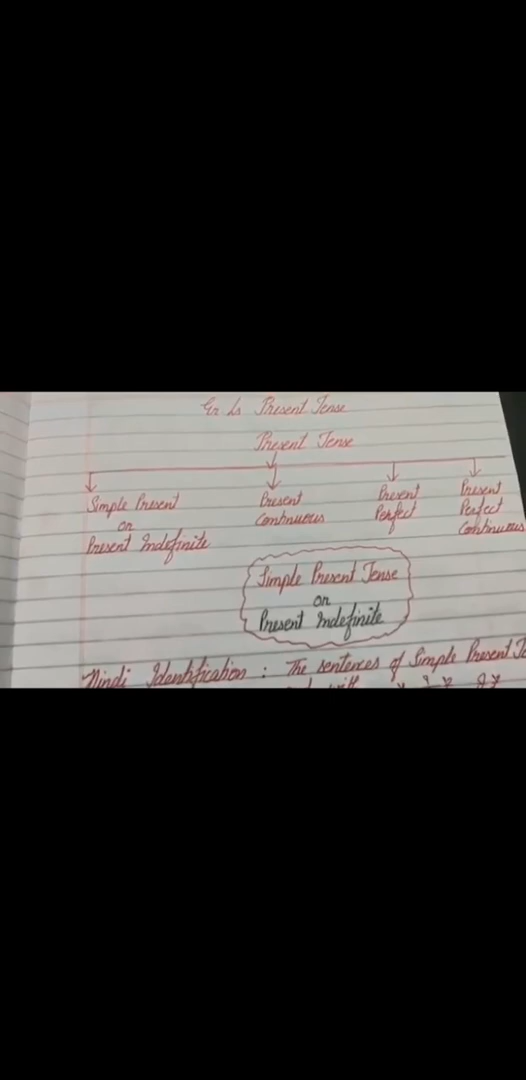 Present Tense
Present Tense
Simple Present
or
Present Indefinite
Present
Continuous
Present
Perfect
Present
Perfect
Continuous
Simple Present Tense
or
Present Indefinite
Hindi Identification : The sentences of Simple Present
with